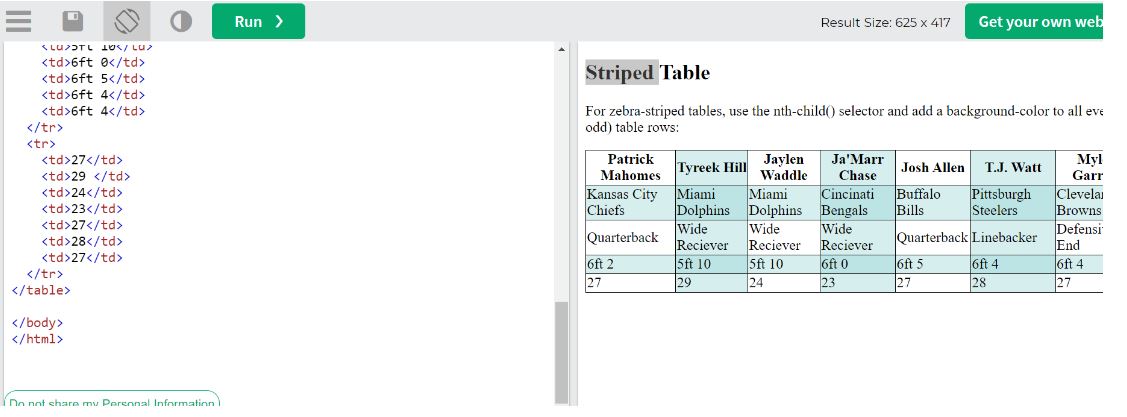 Run ❯ Result Size: 625 x 417 Get your own web
<td>5ft 10</td>
<td>6ft 0</td>
<td>6ft 5</td>
<td>6ft 4</td>
<td>6ft 4</td>
</tr>
<tr>
<td>27</td>
<td>29 </td>
<td>24</td>
<td>23</td>
<td>27</td>
<td>28</td>
<td>27</td>
</tr>
</table>
</body>
</html>
Do not share my Personal Information
Striped Table
For zebra-striped tables, use the nth-child() selector and add a background-color to all eve
odd) table rows:
Patrick Mahomes Tyreek Hill Jaylen Waddle Ja'Marr Chase Josh Allen T.J. Watt Myl Garr
Kansas City Chiefs Miami Dolphins Miami Dolphins Cincinati Bengals Buffalo Bills Pittsburgh Steelers Clevelan Browns
Quarterback Wide Reciever Wide Reciever Wide Reciever Quarterback Linebacker Defensi End
6ft 2 5ft 10 5ft 10 6ft 0 6ft 5 6ft 4 6ft 4
27 29 24 23 27 28 27